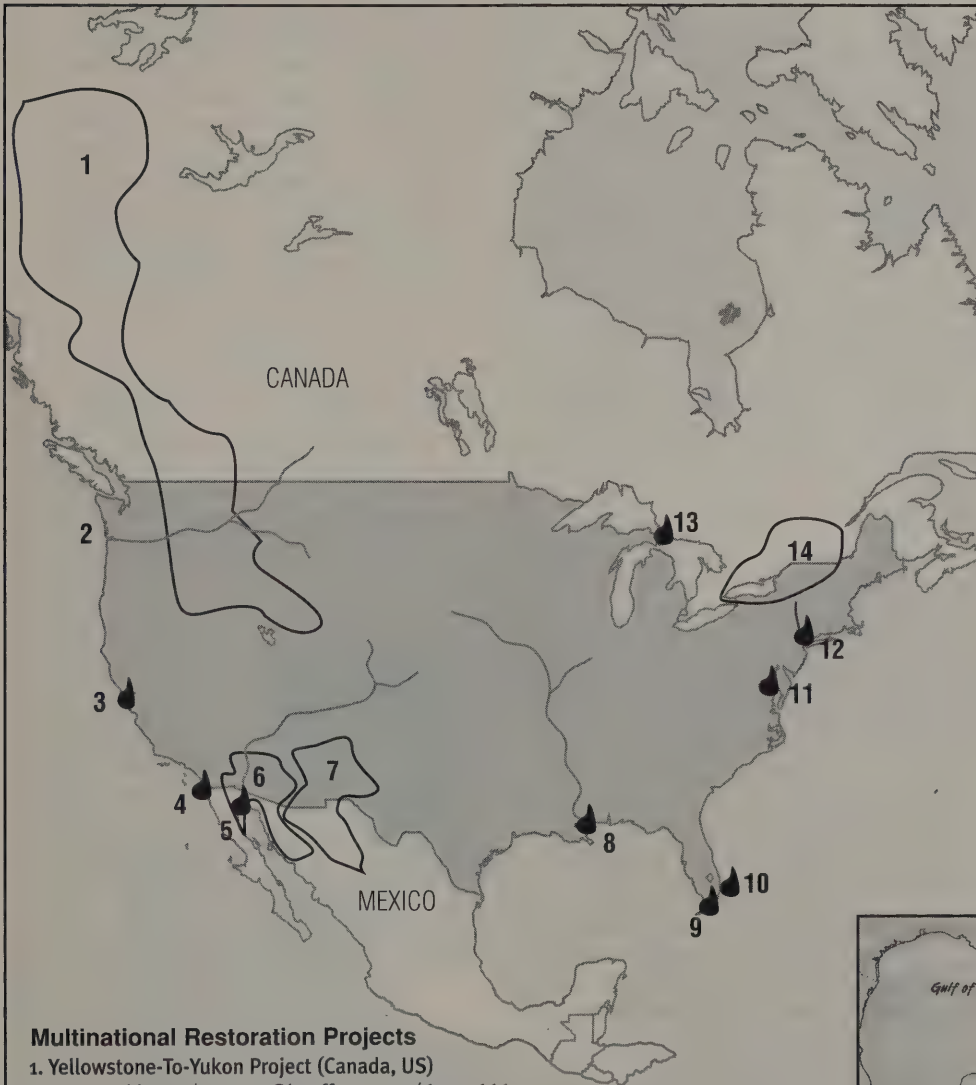 1
CANADA
2
13
14
12
11
3
6
7
4
5
8
10
9
MEXICO
Gulf of
Multinational Restoration Projects
1. Yellowstone-To-Yukon Project (Canada, US)